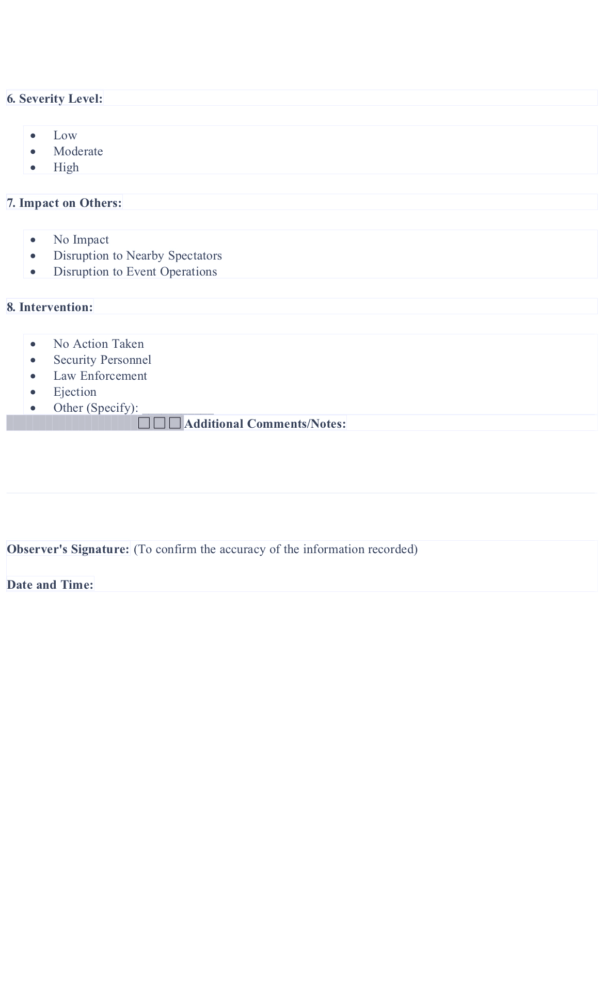 6. Severity Level:
• Low
• Moderate
• High
7. Impact on Others:
• No Impact
• Disruption to Nearby Spectators
• Disruption to Event Operations
8. Intervention:
• No Action Taken
• Security Personnel
• Law Enforcement
• Ejection
• Other (Specify): ___________
□ □ □ Additional Comments/Notes:
Observer's Signature: (To confirm the accuracy of the information recorded)
Date and Time: